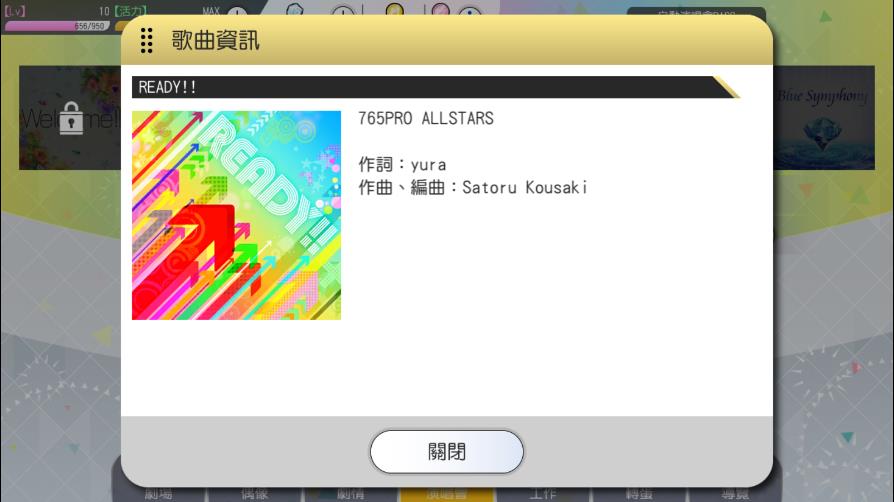 【Lv】
10
【活力】
MAX
656/950
歌曲資訊
READY!!
765PRO ALLSTARS
READY!!
作詞：yura
作曲、編曲：Satoru Kousaki
Welcome!!
Blue Symphony
關閉
劇場
偶像
劇情
演唱會
工作
轉蛋
導覽